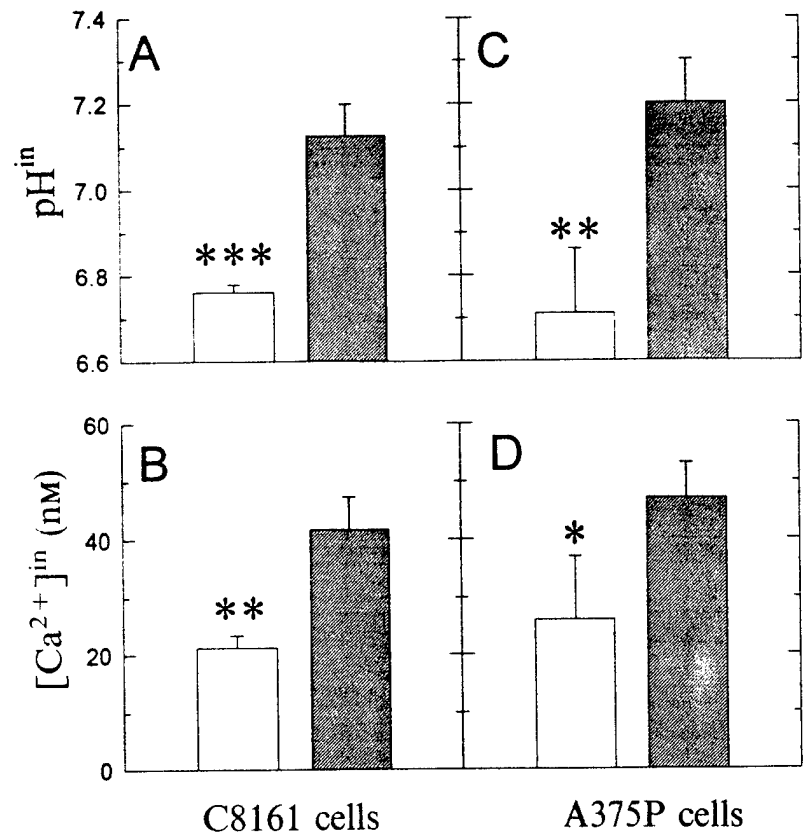 A
C
7.4
7.2
7.0
6.8
6.6
pHⁱⁿ
***
**
B
D
60
40
20
0
[Ca²⁺]ⁱⁿ (nM)
**
*
C8161 cells
A375P cells